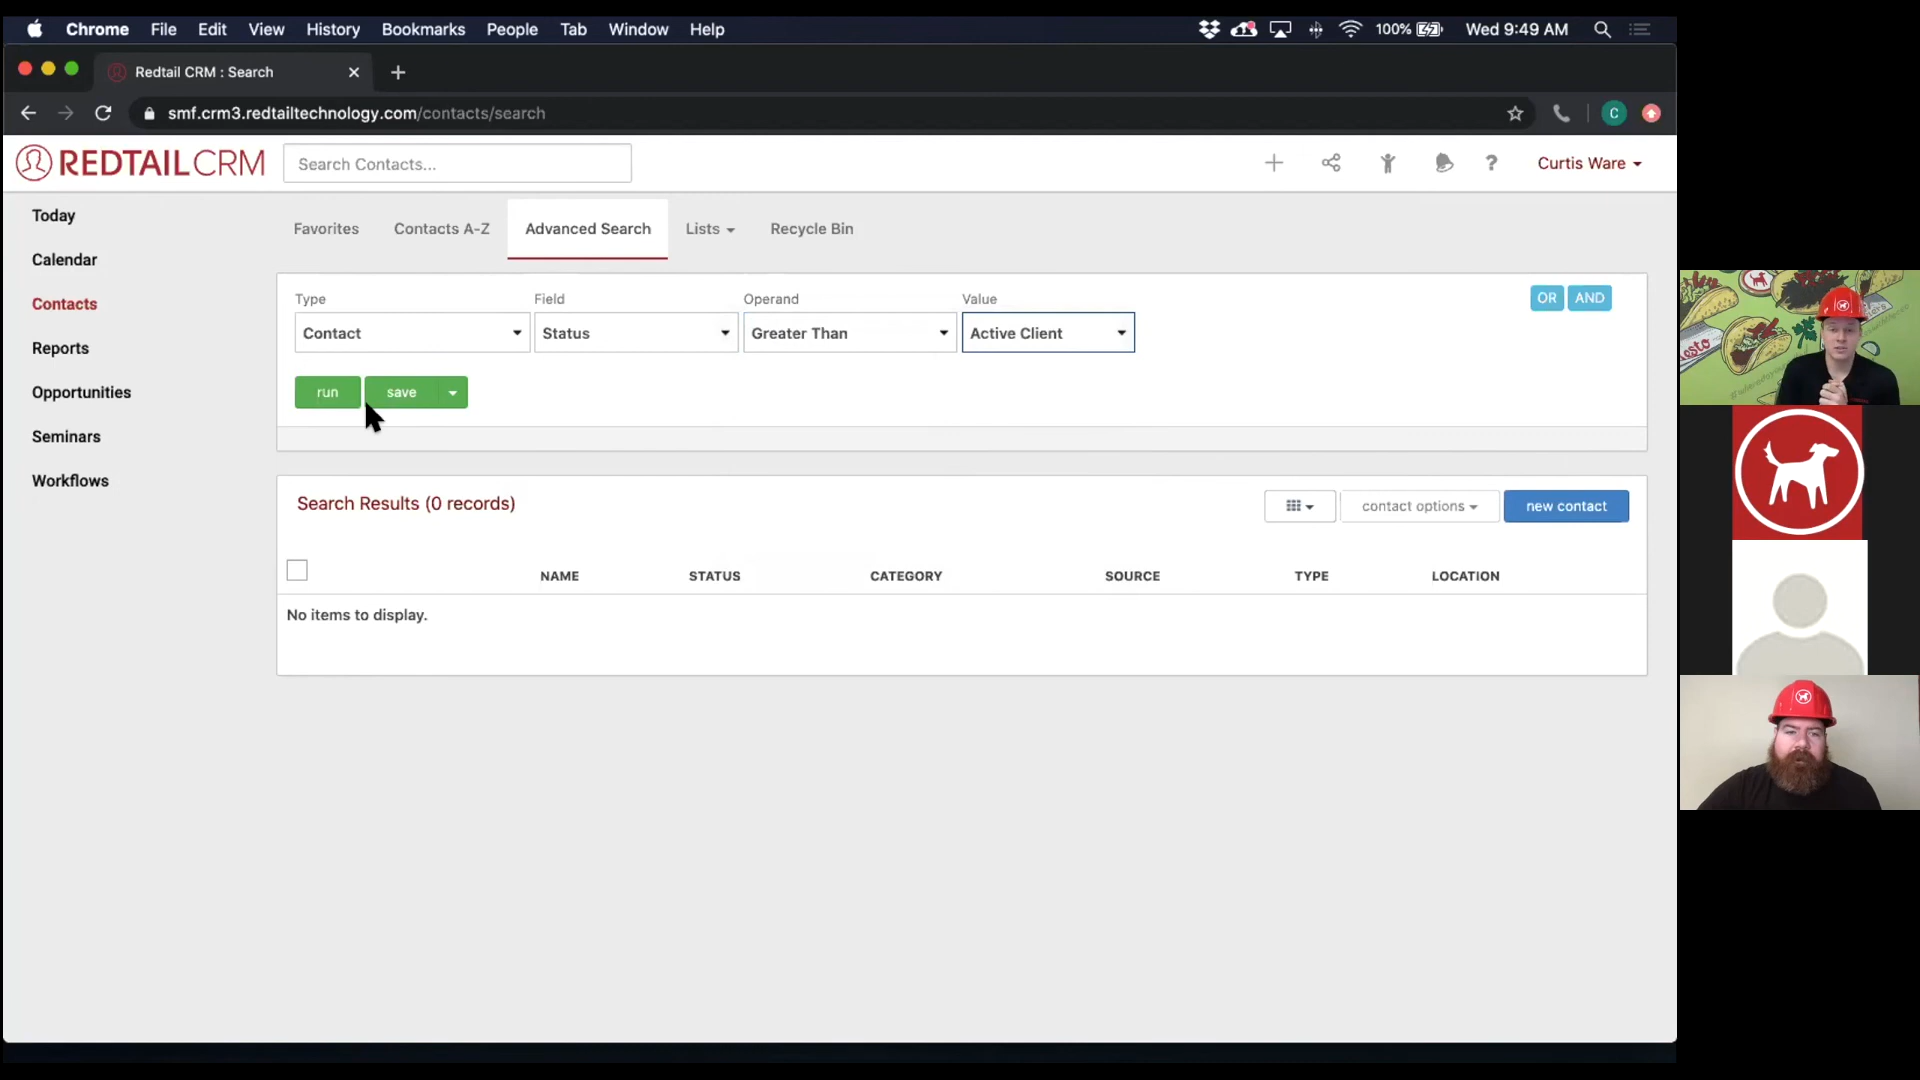 Chrome File Edit View History Bookmarks People Tab Window Help 100% Wed 9:49 AM
Redtail CRM : Search
smf.crm3.redtailtechnology.com/contacts/search
C
REDTAILCRM Search Contacts... ? Curtis Ware
Today
Calendar
Contacts
Reports
Opportunities
Seminars
Workflows
Favorites Contacts A-Z Advanced Search Lists Recycle Bin
Type Field Operand Value OR AND
Contact Status Greater Than Active Client
run save
Search Results (0 records) contact options new contact
NAME STATUS CATEGORY SOURCE TYPE LOCATION
No items to display.